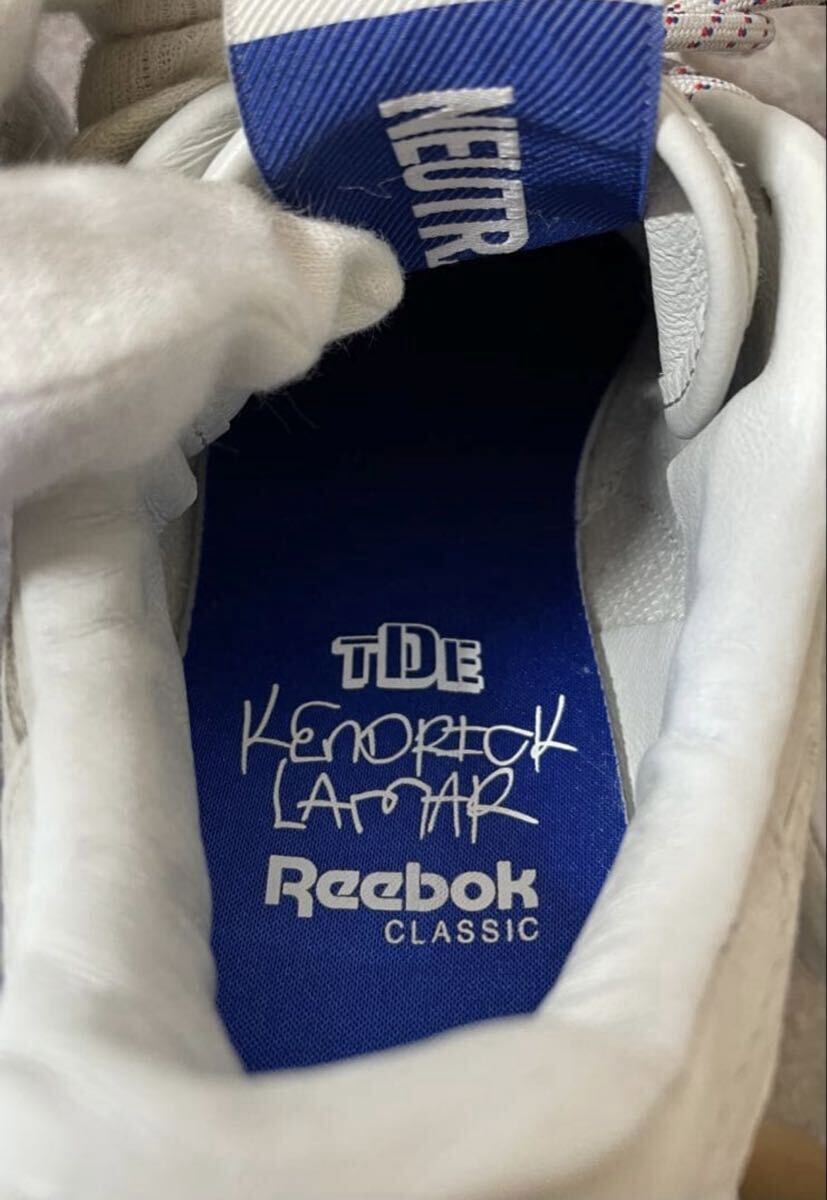 NEUTR
TDE
KENDRICK
LAMAR
Reebok
CLASSIC